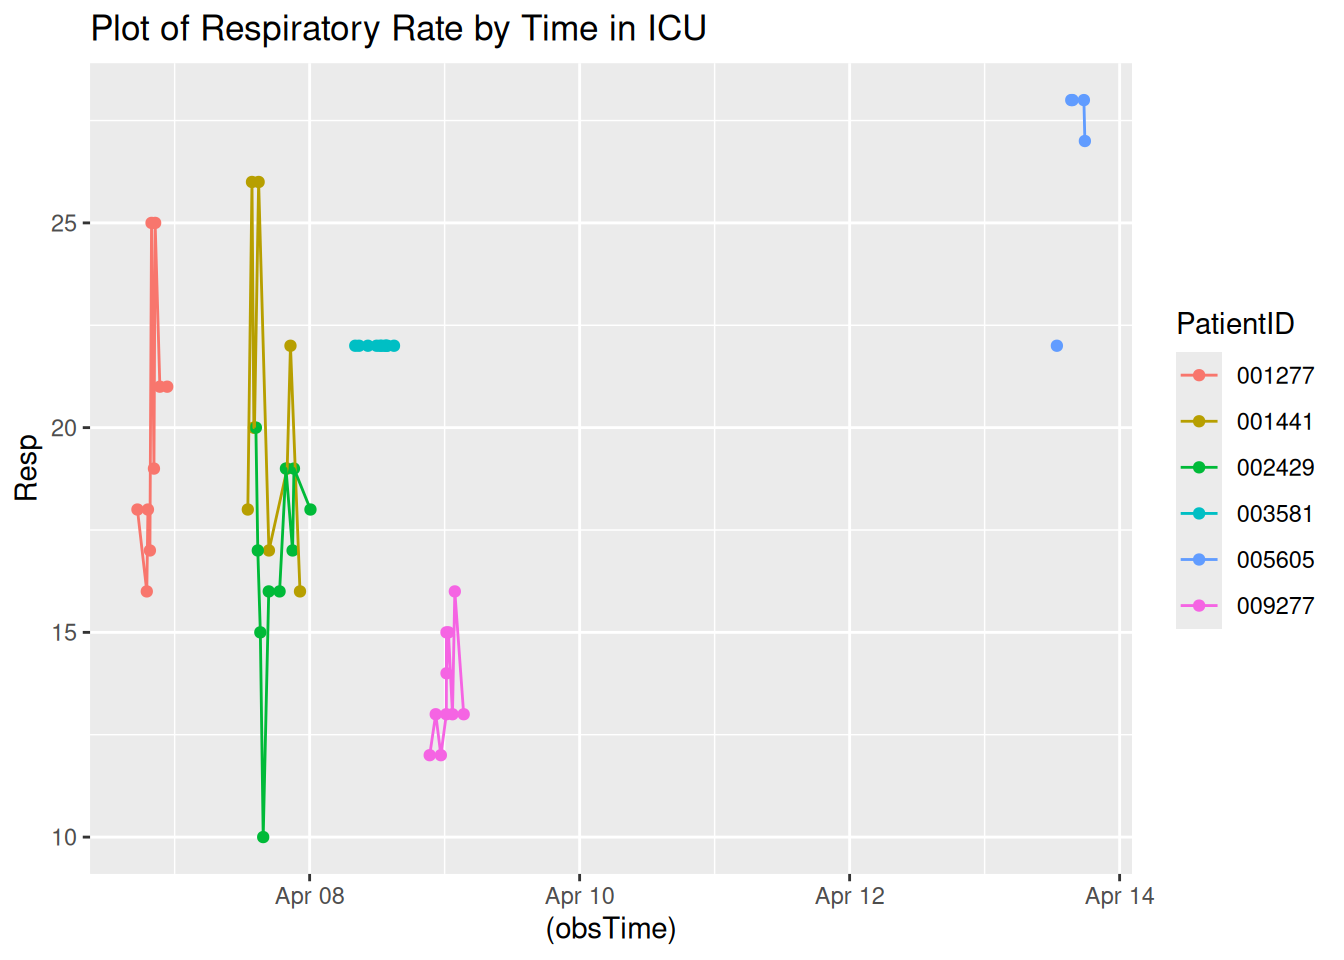 Plot of Respiratory Rate by Time in ICU
25
20
15
10
Resp
Apr 08
Apr 10
Apr 12
Apr 14
(obsTime)
PatientID
001277
001441
002429
003581
005605
009277